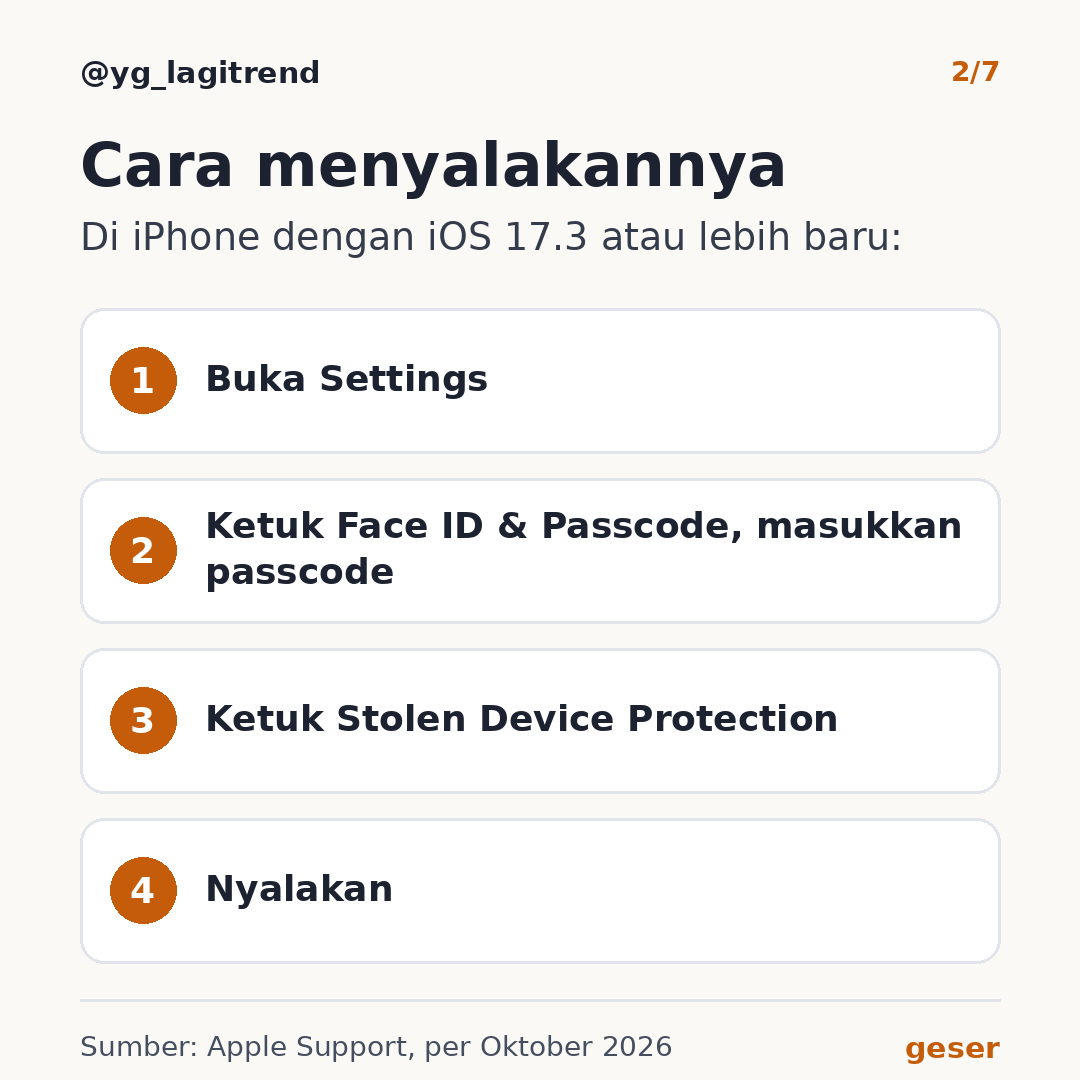 @yg_lagitrend
2/7
Cara menyalakannya
Di iPhone dengan iOS 17.3 atau lebih baru:
1
Buka Settings
2
Ketuk Face ID & Passcode, masukkan
passcode
3
Ketuk Stolen Device Protection
4
Nyalakan
Sumber: Apple Support, per Oktober 2026
geser